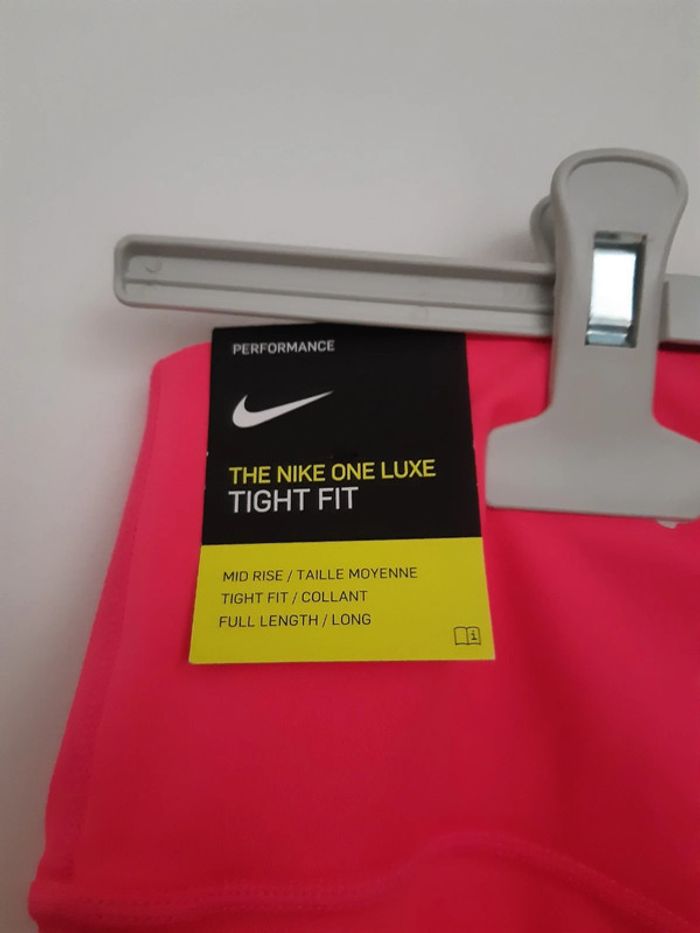 PERFORMANCE
THE NIKE ONE LUXE
TIGHT FIT
MID RISE / TAILLE MOYENNE
TIGHT FIT / COLLANT
FULL LENGTH / LONG
i